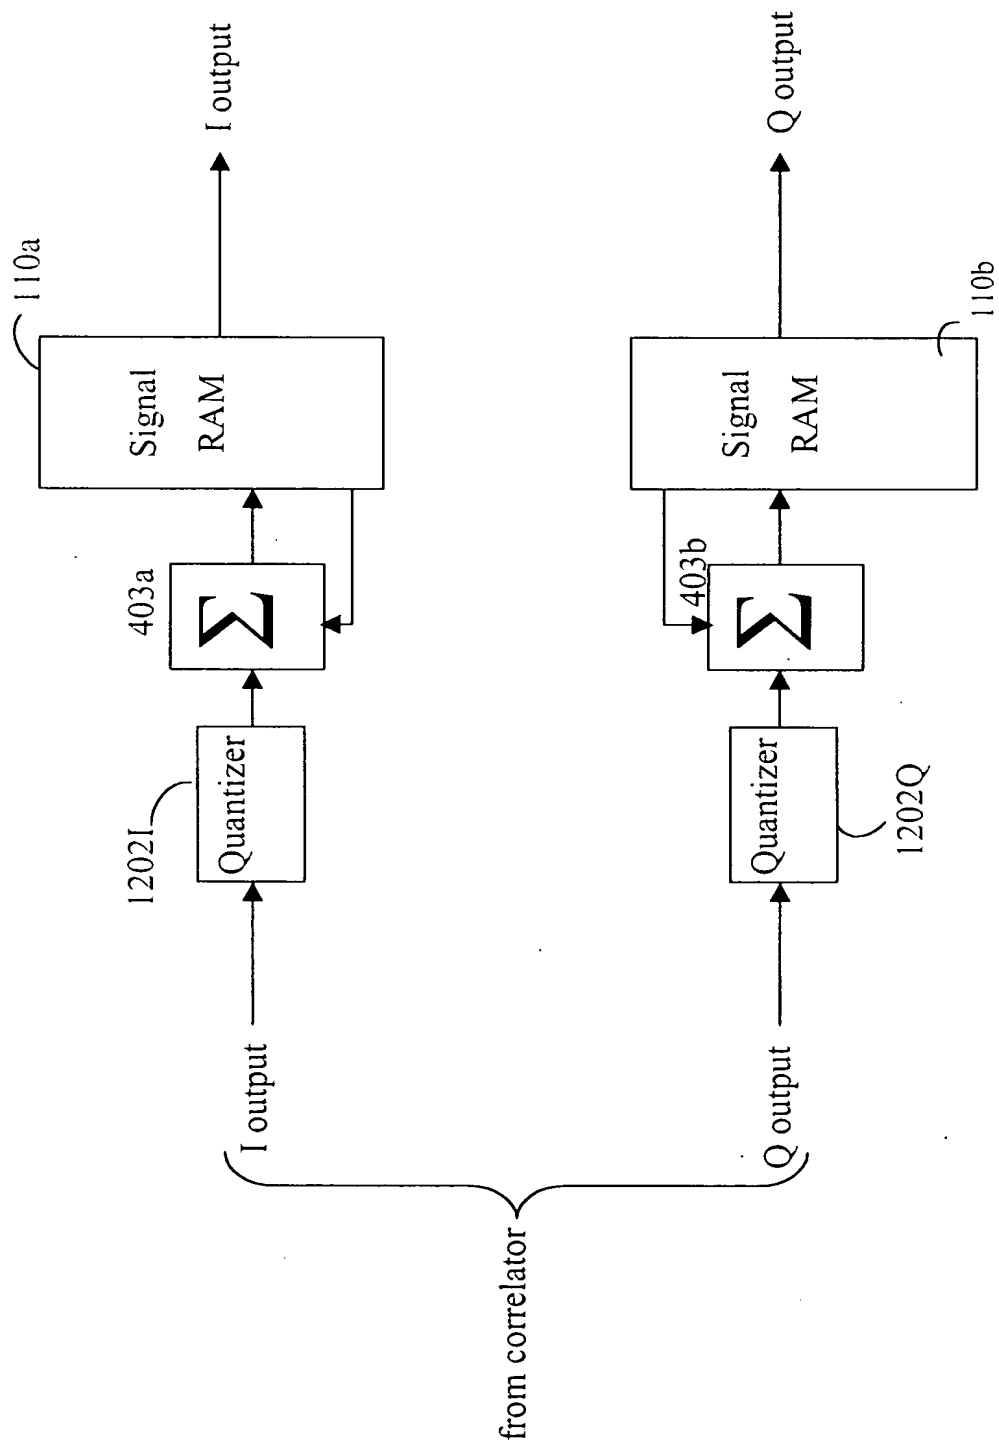 110a
I output
403a
Signal
RAM
1202I
Σ
Quantizer
I output
from correlator
Q output
Quantizer
1202Q
403b
Σ
Signal
RAM
110b
Q output